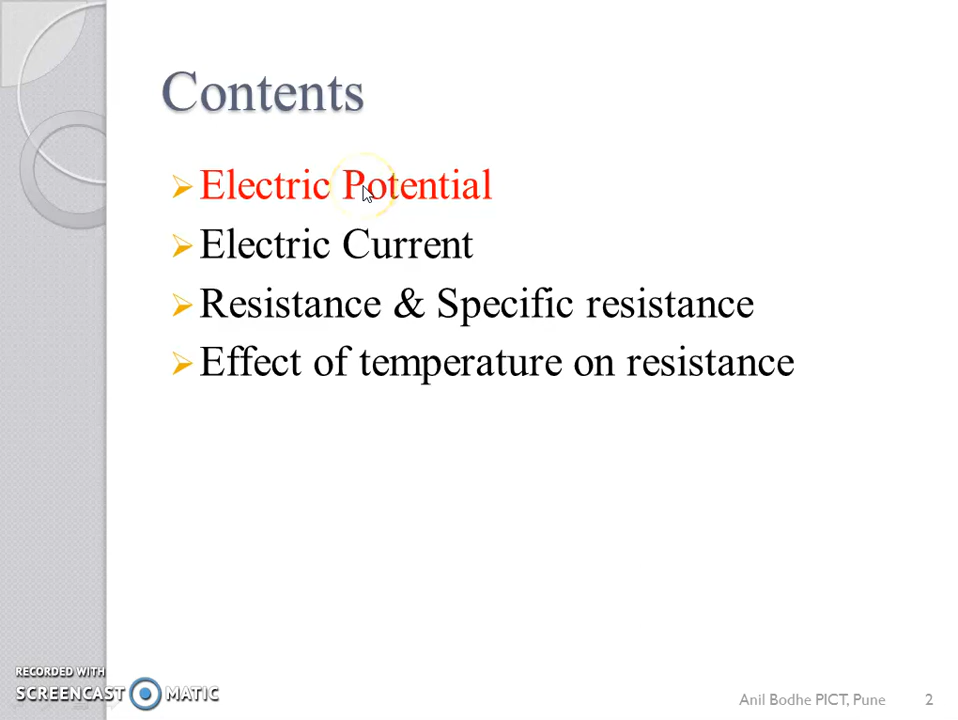 Contents
Electric Potential
Electric Current
Resistance & Specific resistance
Effect of temperature on resistance
RECORDED WITH
SCREENCAST MATIC
Anil Bodhe PICT, Pune 2